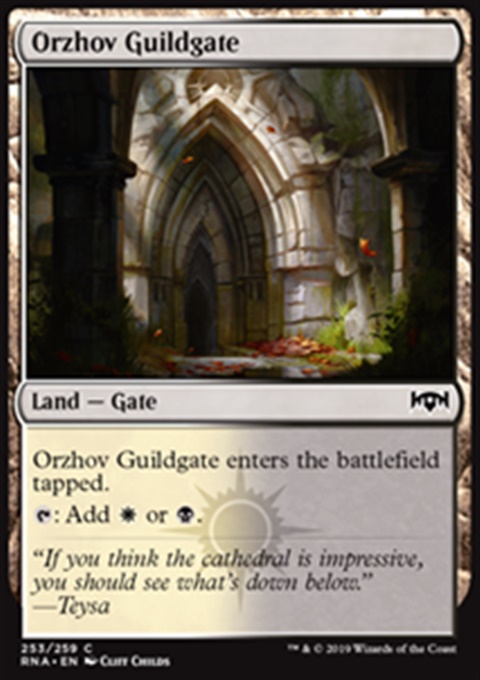 Orzhov Guildgate
Land — Gate
Orzhov Guildgate enters the battlefield
tapped.
: Add or .
“If you think the cathedral is impressive,
you should see what’s down below.”
—Teysa
253/259 C
RNA • EN Cliff Childs
™ & © 2019 Wizards of the Coast